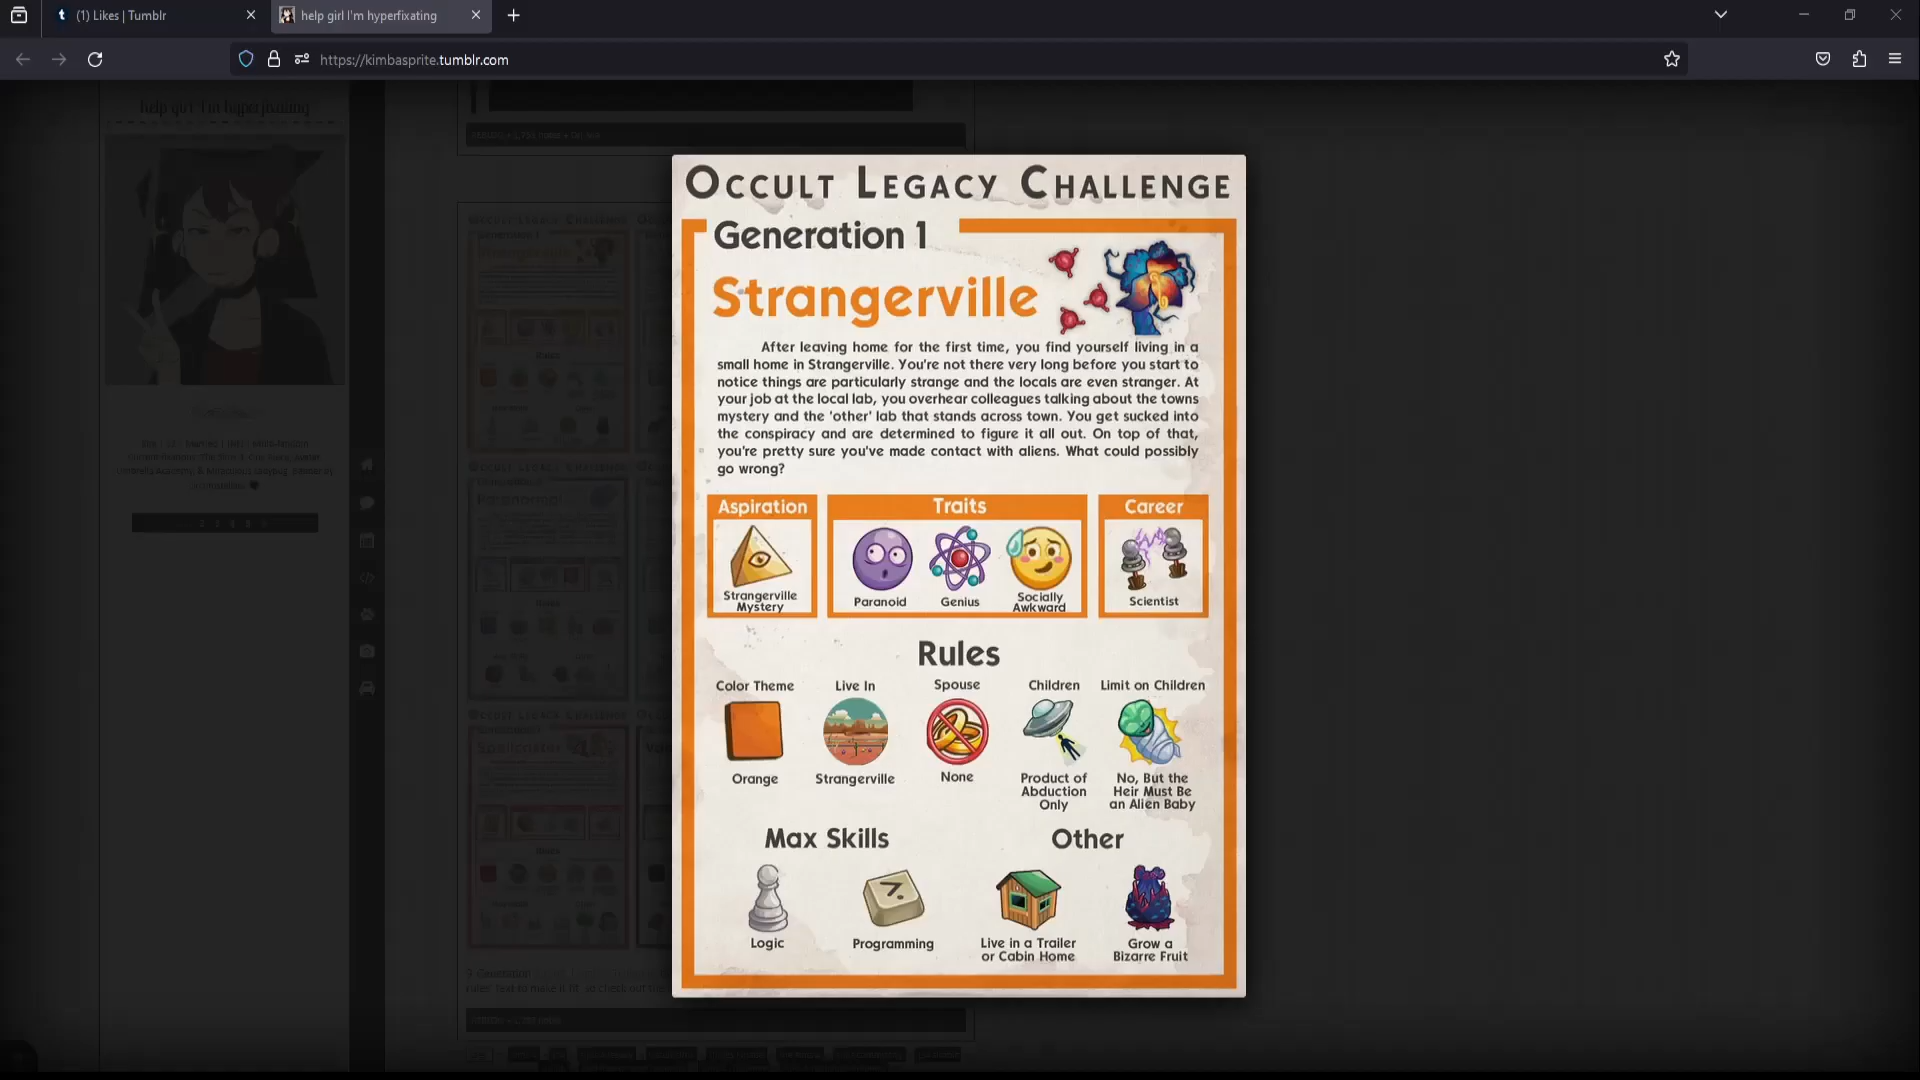 (1) Likes | Tumblr
help girl I'm hyperfixating
https://kimbasprite.tumblr.com
help girl I'm hyperfixating
OCCULT LEGACY CHALLENGE
Generation 1
Strangerville
After leaving home for the first time, you find yourself living in a
small home in Strangerville. You're not there very long before you start to
notice things are particularly strange and the locals are even stranger. At
your job at the local lab, you overhear colleagues talking about the towns
mystery and the 'other' lab that stands across town. You get sucked into
the conspiracy and are determined to figure it all out. On top of that,
you're pretty sure you've made contact with aliens. What could possibly
go wrong?
Aspiration
Traits
Career
Strangerville
Mystery
Paranoid
Genius
Socially
Awkward
Scientist
Rules
Color Theme
Live In
Spouse
Children
Limit on Children
Orange
Strangerville
None
Product of
Abduction
Only
No, But the
Heir Must Be
an Alien Baby
Max Skills
Other
Logic
Programming
Live in a Trailer
or Cabin Home
Grow a
Bizarre Fruit